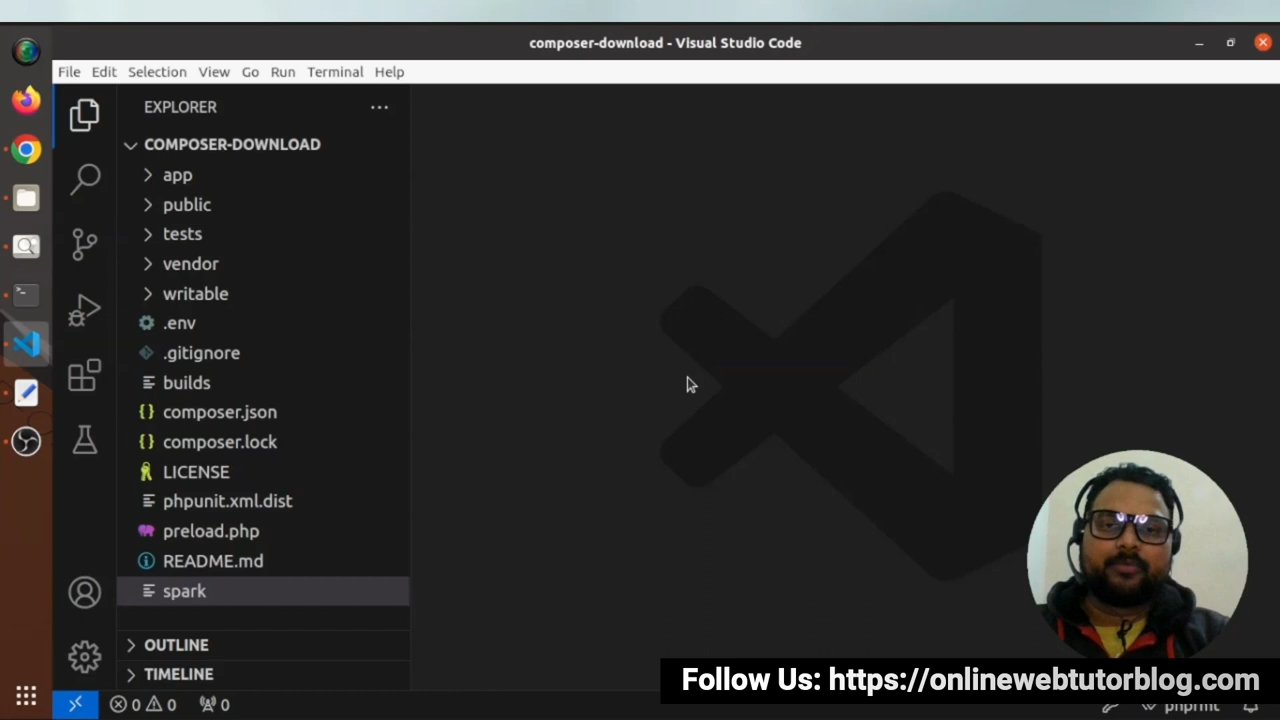 composer-download - Visual Studio Code
File Edit Selection View Go Run Terminal Help
EXPLORER
COMPOSER-DOWNLOAD
app
public
tests
vendor
writable
.env
.gitignore
builds
composer.json
composer.lock
LICENSE
phpunit.xml.dist
preload.php
README.md
spark
OUTLINE
TIMELINE
Follow Us: https://onlinewebtutorblog.com
0 0 0
phpfmt